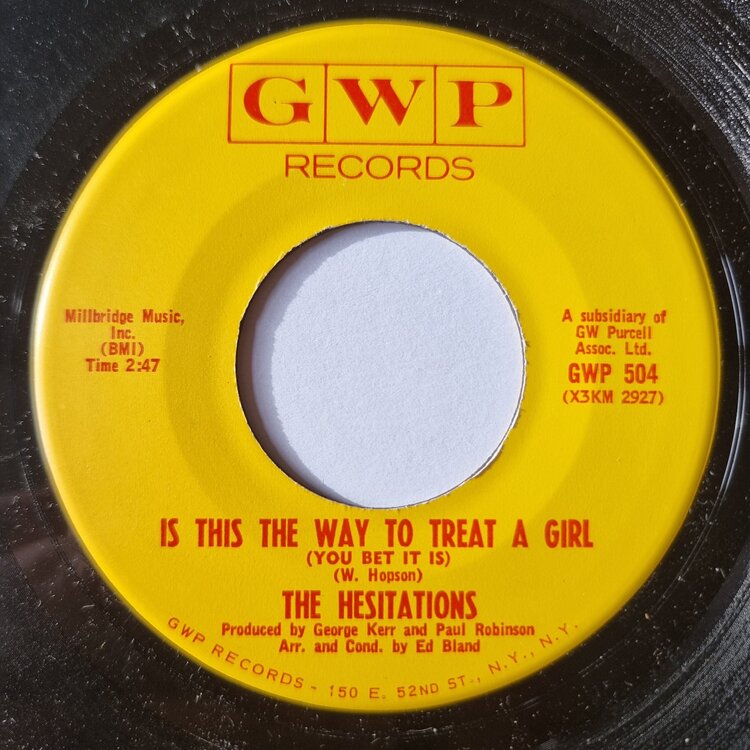 GWP
RECORDS
Millbridge Music,
Inc.
(BMI)
Time 2:47
A subsidiary of
GW Purcell
Assoc. Ltd.
GWP 504
(X3KM 2927)
IS THIS THE WAY TO TREAT A GIRL
(YOU BET IT IS)
(W. Hopson)
THE HESITATIONS
Produced by George Kerr and Paul Robinson
Arr. and Cond. by Ed Bland
GWP RECORDS - 150 E. 52ND ST., N.Y., N.Y.